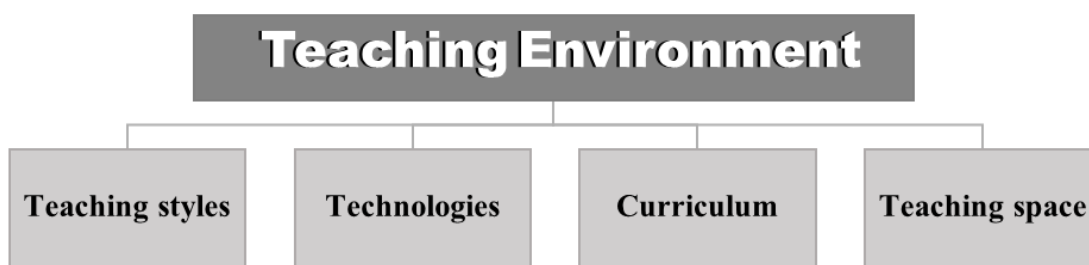 Teaching Environment
Teaching styles
Technologies
Curriculum
Teaching space